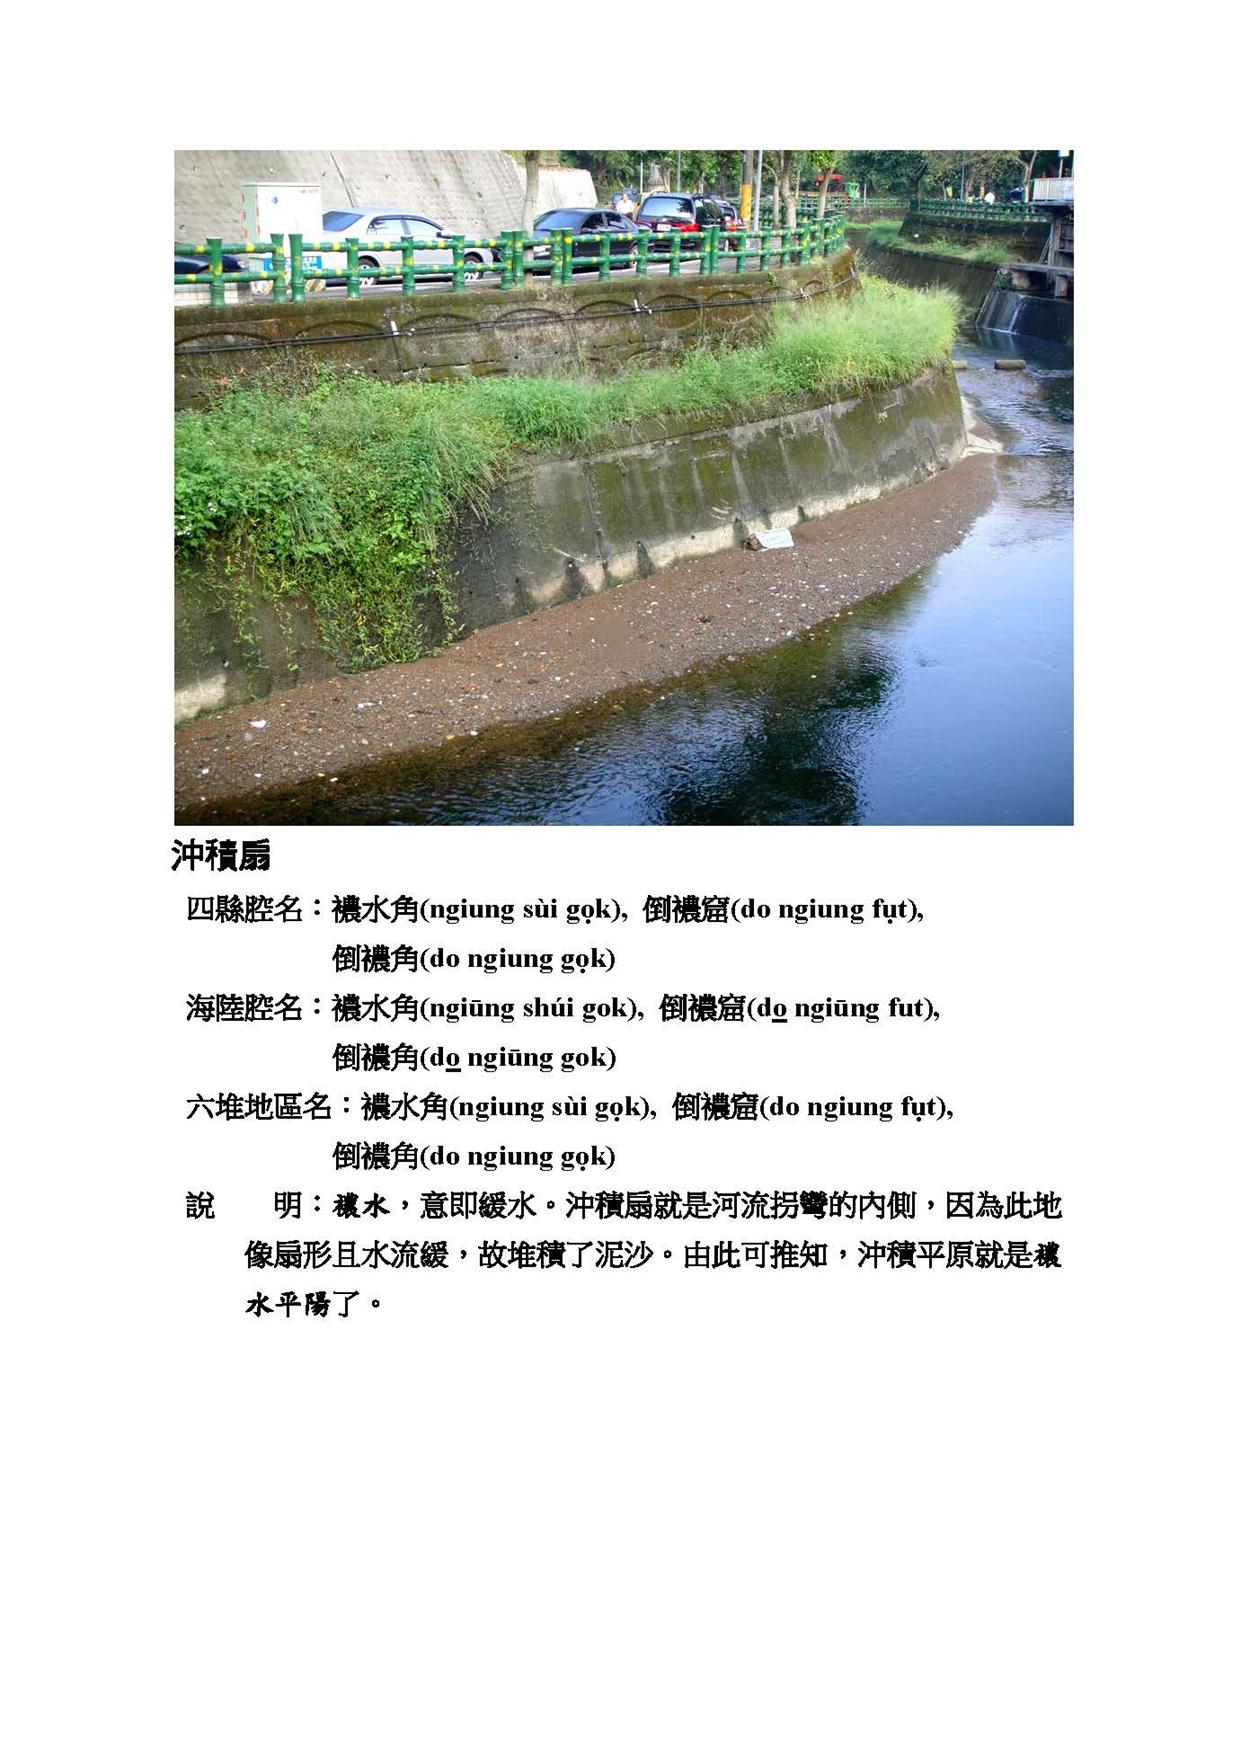 沖積扇
四縣腔名：襛水角(ngiung sùi gọk), 倒襛窟(do ngiung fụt),
倒襛角(do ngiung gọk)
海陸腔名：襛水角(ngiūng shúi gok), 倒襛窟(do̲ ngiūng fut),
倒襛角(do̲ ngiūng gok)
六堆地區名：襛水角(ngiung sùi gọk), 倒襛窟(do ngiung fụt),
倒襛角(do ngiung gọk)
說　　明：襛水，意即緩水。沖積扇就是河流拐彎的內側，因為此地
像扇形且水流緩，故堆積了泥沙。由此可推知，沖積平原就是襛
水平陽了。